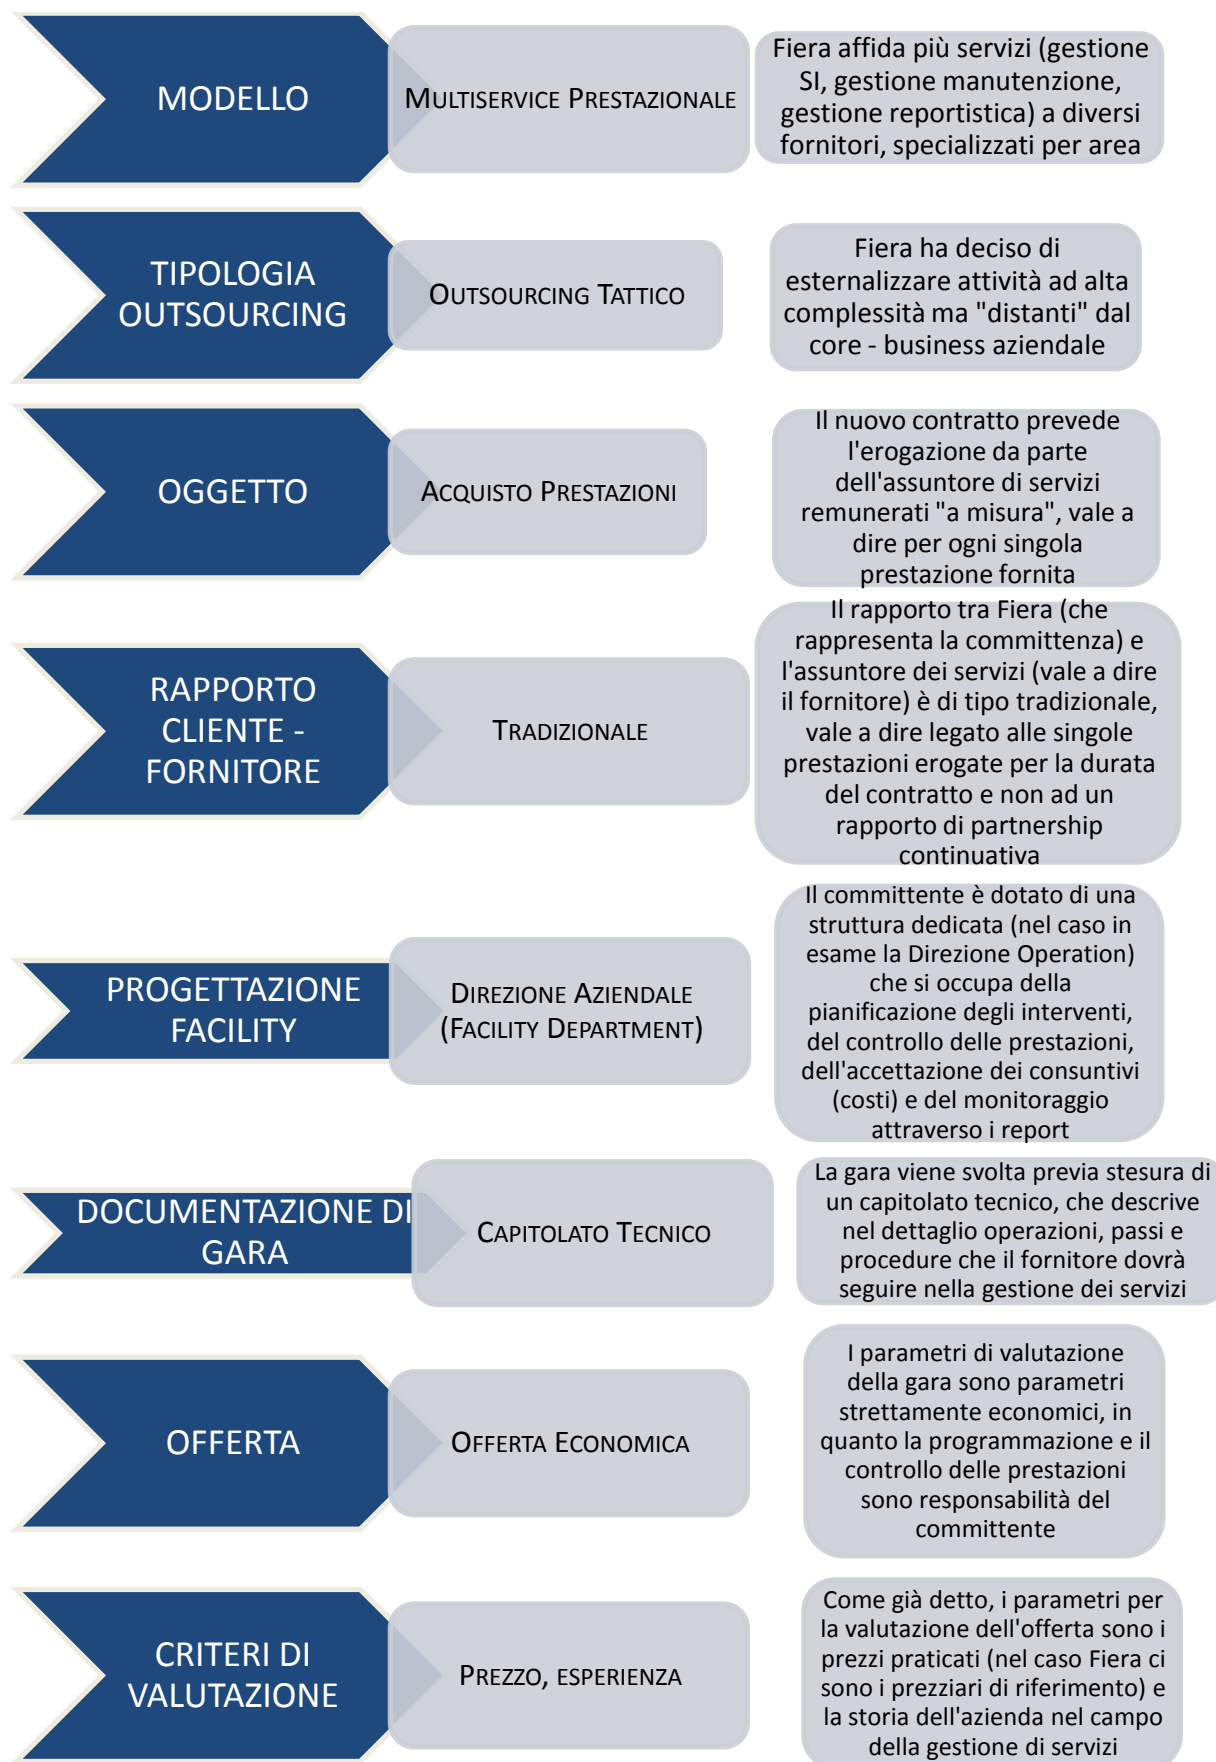 MODELLO
MULTISERVICE PRESTAZIONALE
Fiera affida più servizi (gestione
SI, gestione manutenzione,
gestione reportistica) a diversi
fornitori, specializzati per area
TIPOLOGIA
OUTSOURCING
OUTSOURCING TATTICO
Fiera ha deciso di
esternalizzare attività ad alta
complessità ma "distanti" dal
core - business aziendale
OGGETTO
ACQUISTO PRESTAZIONI
Il nuovo contratto prevede
l'erogazione da parte
dell'assuntore di servizi
remunerati "a misura", vale a
dire per ogni singola
prestazione fornita
RAPPORTO
CLIENTE -
FORNITORE
TRADIZIONALE
Il rapporto tra Fiera (che
rappresenta la committenza) e
l'assuntore dei servizi (vale a dire
il fornitore) è di tipo tradizionale,
vale a dire legato alle singole
prestazioni erogate per la durata
del contratto e non ad un
rapporto di partnership
continuativa
PROGETTAZIONE
FACILITY
DIREZIONE AZIENDALE
(FACILITY DEPARTMENT)
Il committente è dotato di una
struttura dedicata (nel caso in
esame la Direzione Operation)
che si occupa della
pianificazione degli interventi,
del controllo delle prestazioni,
dell'accettazione dei consuntivi
(costi) e del monitoraggio
attraverso i report
DOCUMENTAZIONE DI
GARA
CAPITOLATO TECNICO
La gara viene svolta previa stesura di
un capitolato tecnico, che descrive
nel dettaglio operazioni, passi e
procedure che il fornitore dovrà
seguire nella gestione dei servizi
OFFERTA
OFFERTA ECONOMICA
I parametri di valutazione
della gara sono parametri
strettamente economici, in
quanto la programmazione e il
controllo delle prestazioni
sono responsabilità del
committente
CRITERI DI
VALUTAZIONE
PREZZO, ESPERIENZA
Come già detto, i parametri per
la valutazione dell'offerta sono i
prezzi praticati (nel caso Fiera ci
sono i prezziari di riferimento) e
la storia dell'azienda nel campo
della gestione di servizi